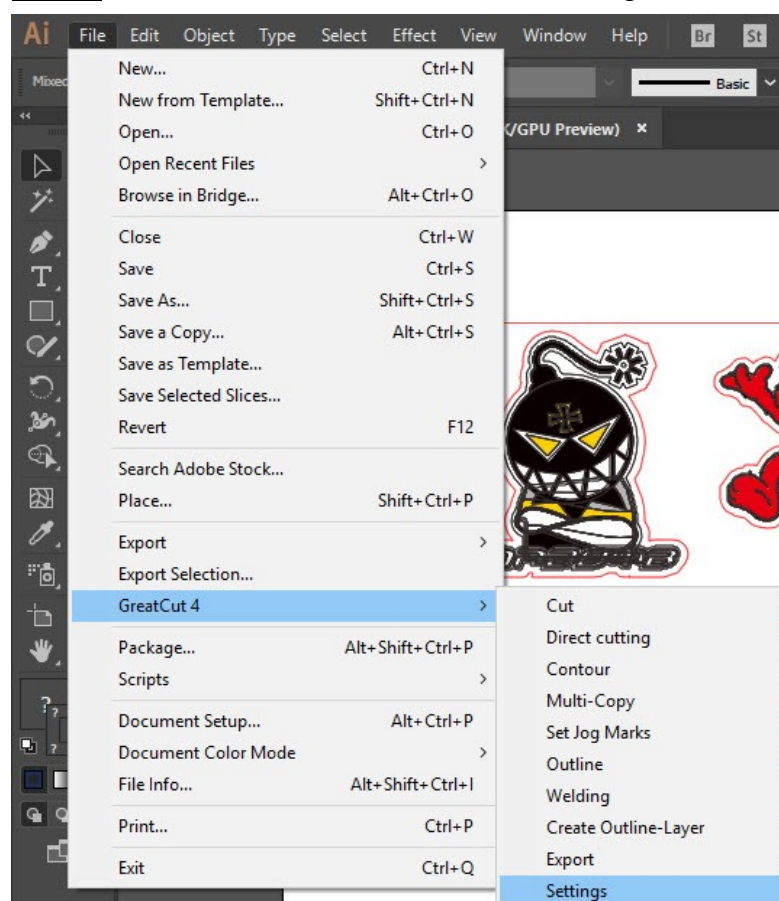 Ai File Edit Object Type Select Effect View Window Help Br St
Mixed Basic
New... Ctrl+N
New from Template... Shift+Ctrl+N
Open... Ctrl+O
/GPU Preview) ×
Open Recent Files >
Browse in Bridge... Alt+Ctrl+O
Close Ctrl+W
Save Ctrl+S
Save As... Shift+Ctrl+S
Save a Copy... Alt+Ctrl+S
Save as Template...
Save Selected Slices...
Revert F12
Search Adobe Stock...
Place... Shift+Ctrl+P
Export >
Export Selection...
GreatCut 4 >
Package... Alt+Shift+Ctrl+P
Scripts >
Document Setup... Alt+Ctrl+P
Document Color Mode >
File Info... Alt+Shift+Ctrl+I
Print... Ctrl+P
Exit Ctrl+Q
Cut
Direct cutting
Contour
Multi-Copy
Set Jog Marks
Outline
Welding
Create Outline-Layer
Export
Settings